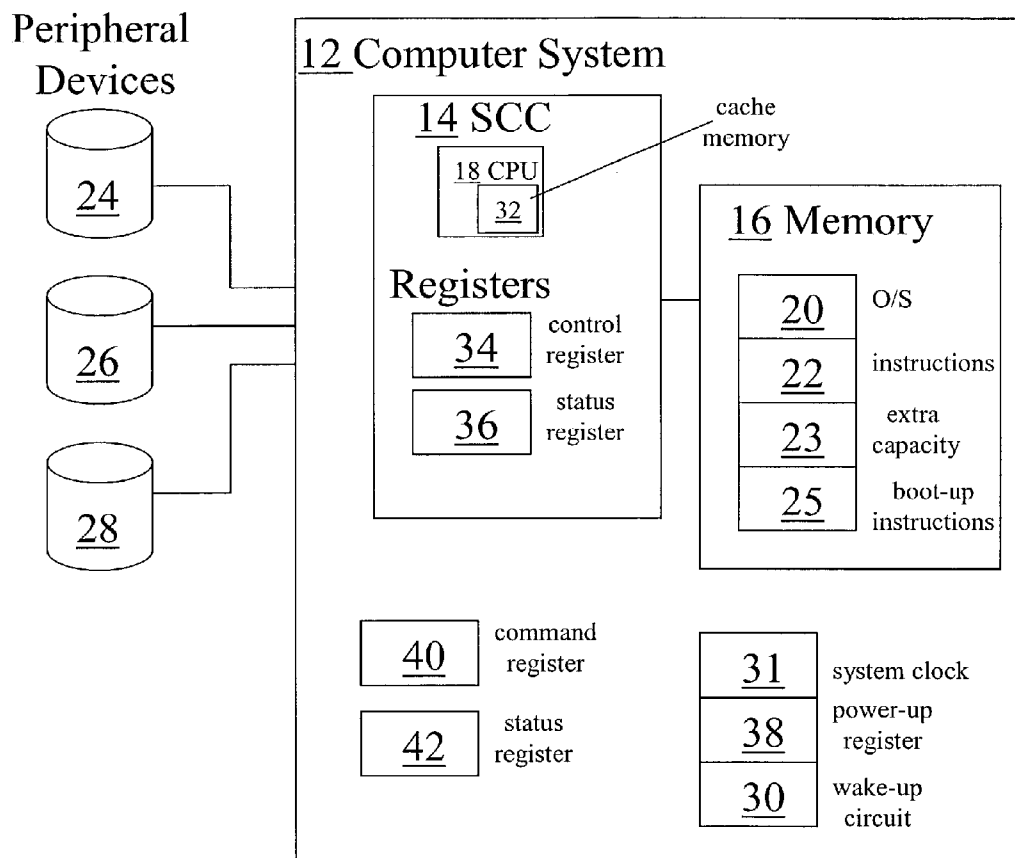 Peripheral
Devices
24
26
28
12 Computer System
14 SCC
18 CPU
32
cache
memory
Registers
34
control
register
36
status
register
16 Memory
20
O/S
22
instructions
23
extra
capacity
25
boot-up
instructions
40
command
register
42
status
register
31
system clock
38
power-up
register
30
wake-up
circuit